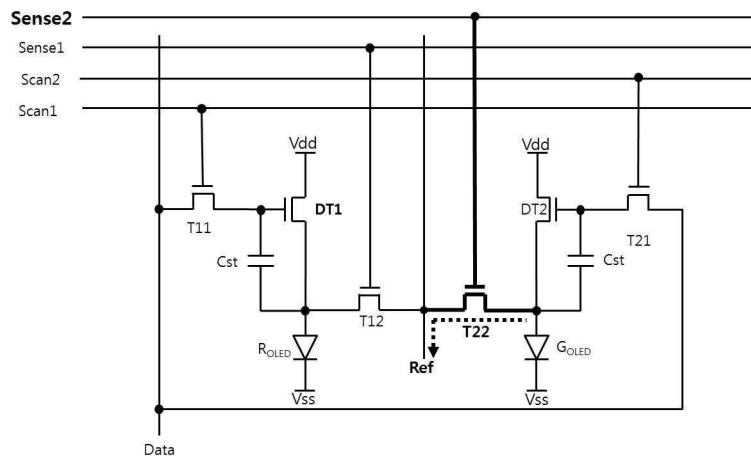 Sense2
Sense1
Scan2
Scan1
Vdd
Vdd
T11
DT1
DT2
T21
Cst
Cst
T12
T22
R_OLED
Ref
G_OLED
Vss
Vss
Data